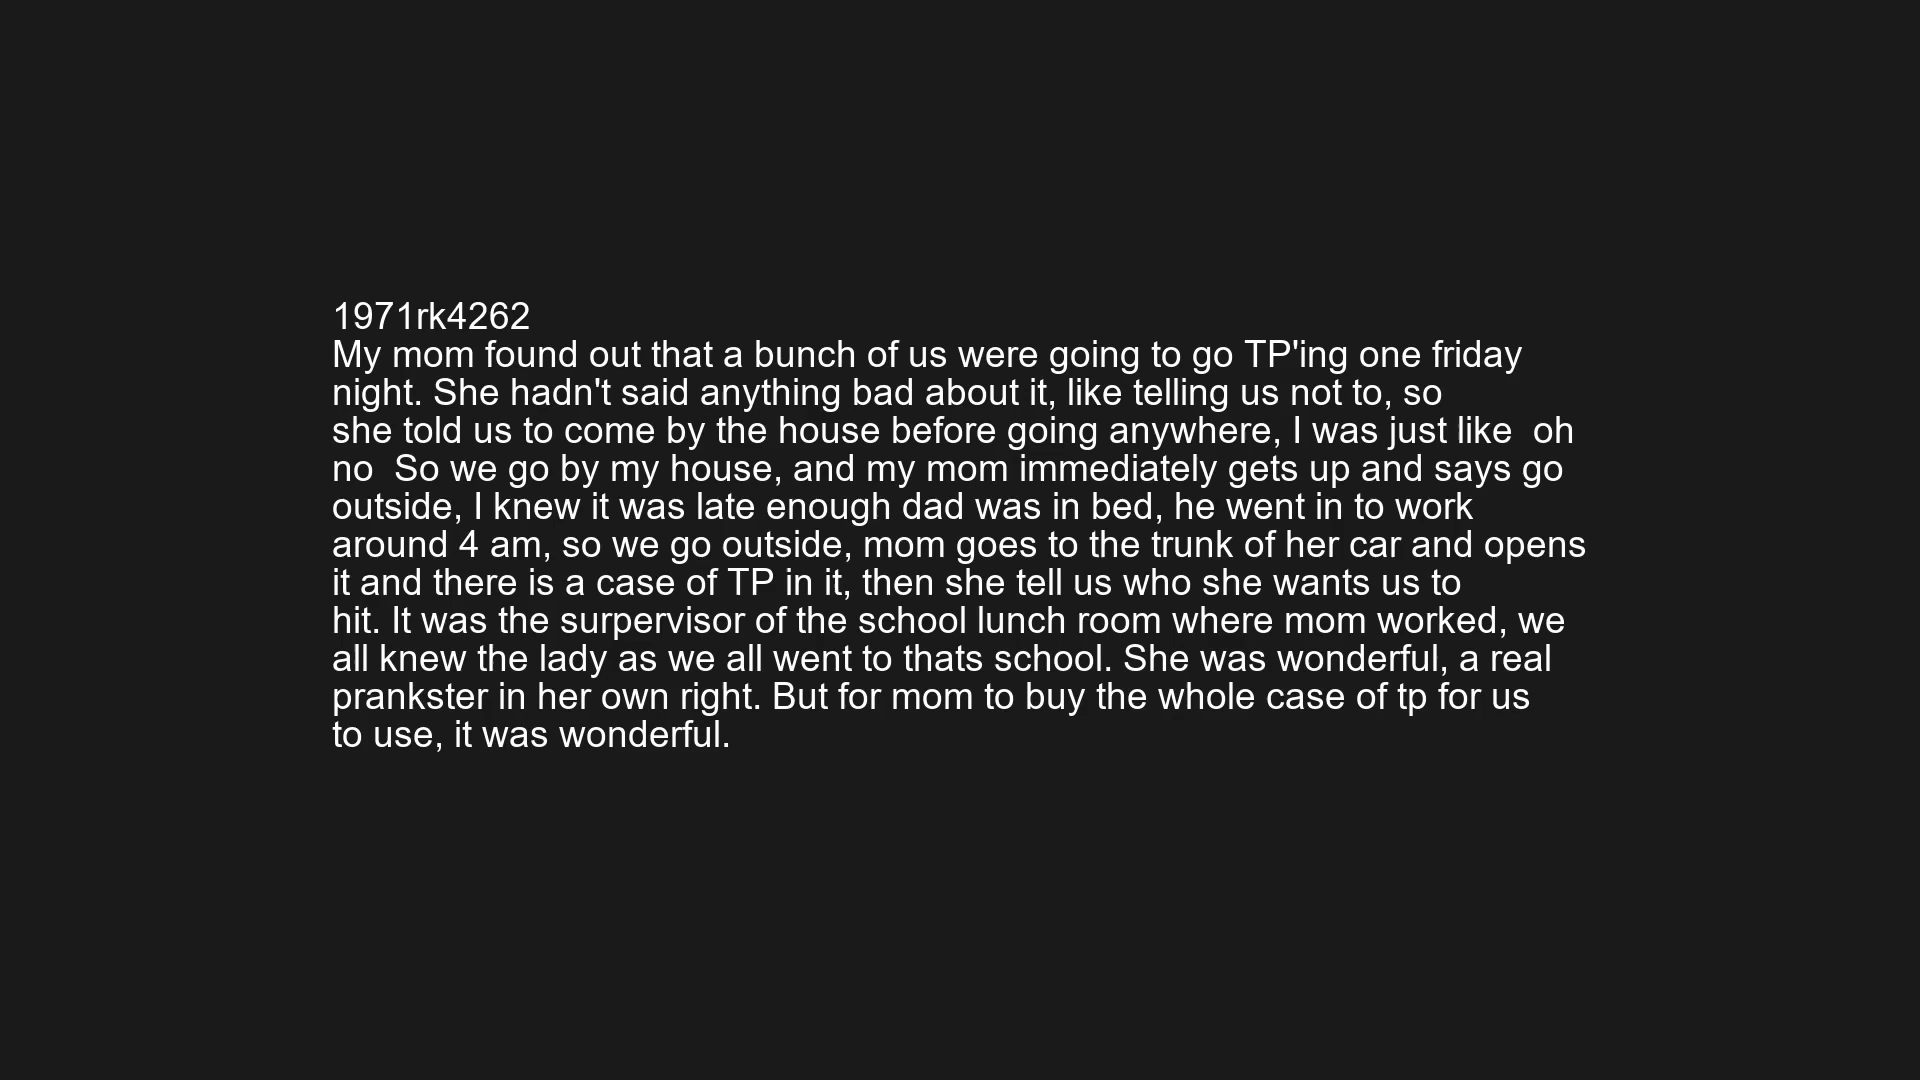 1971rk4262
My mom found out that a bunch of us were going to go TP'ing one friday
night. She hadn't said anything bad about it, like telling us not to, so
she told us to come by the house before going anywhere, I was just like  oh
no  So we go by my house, and my mom immediately gets up and says go
outside, I knew it was late enough dad was in bed, he went in to work
around 4 am, so we go outside, mom goes to the trunk of her car and opens
it and there is a case of TP in it, then she tell us who she wants us to
hit. It was the surpervisor of the school lunch room where mom worked, we
all knew the lady as we all went to thats school. She was wonderful, a real
prankster in her own right. But for mom to buy the whole case of tp for us
to use, it was wonderful.